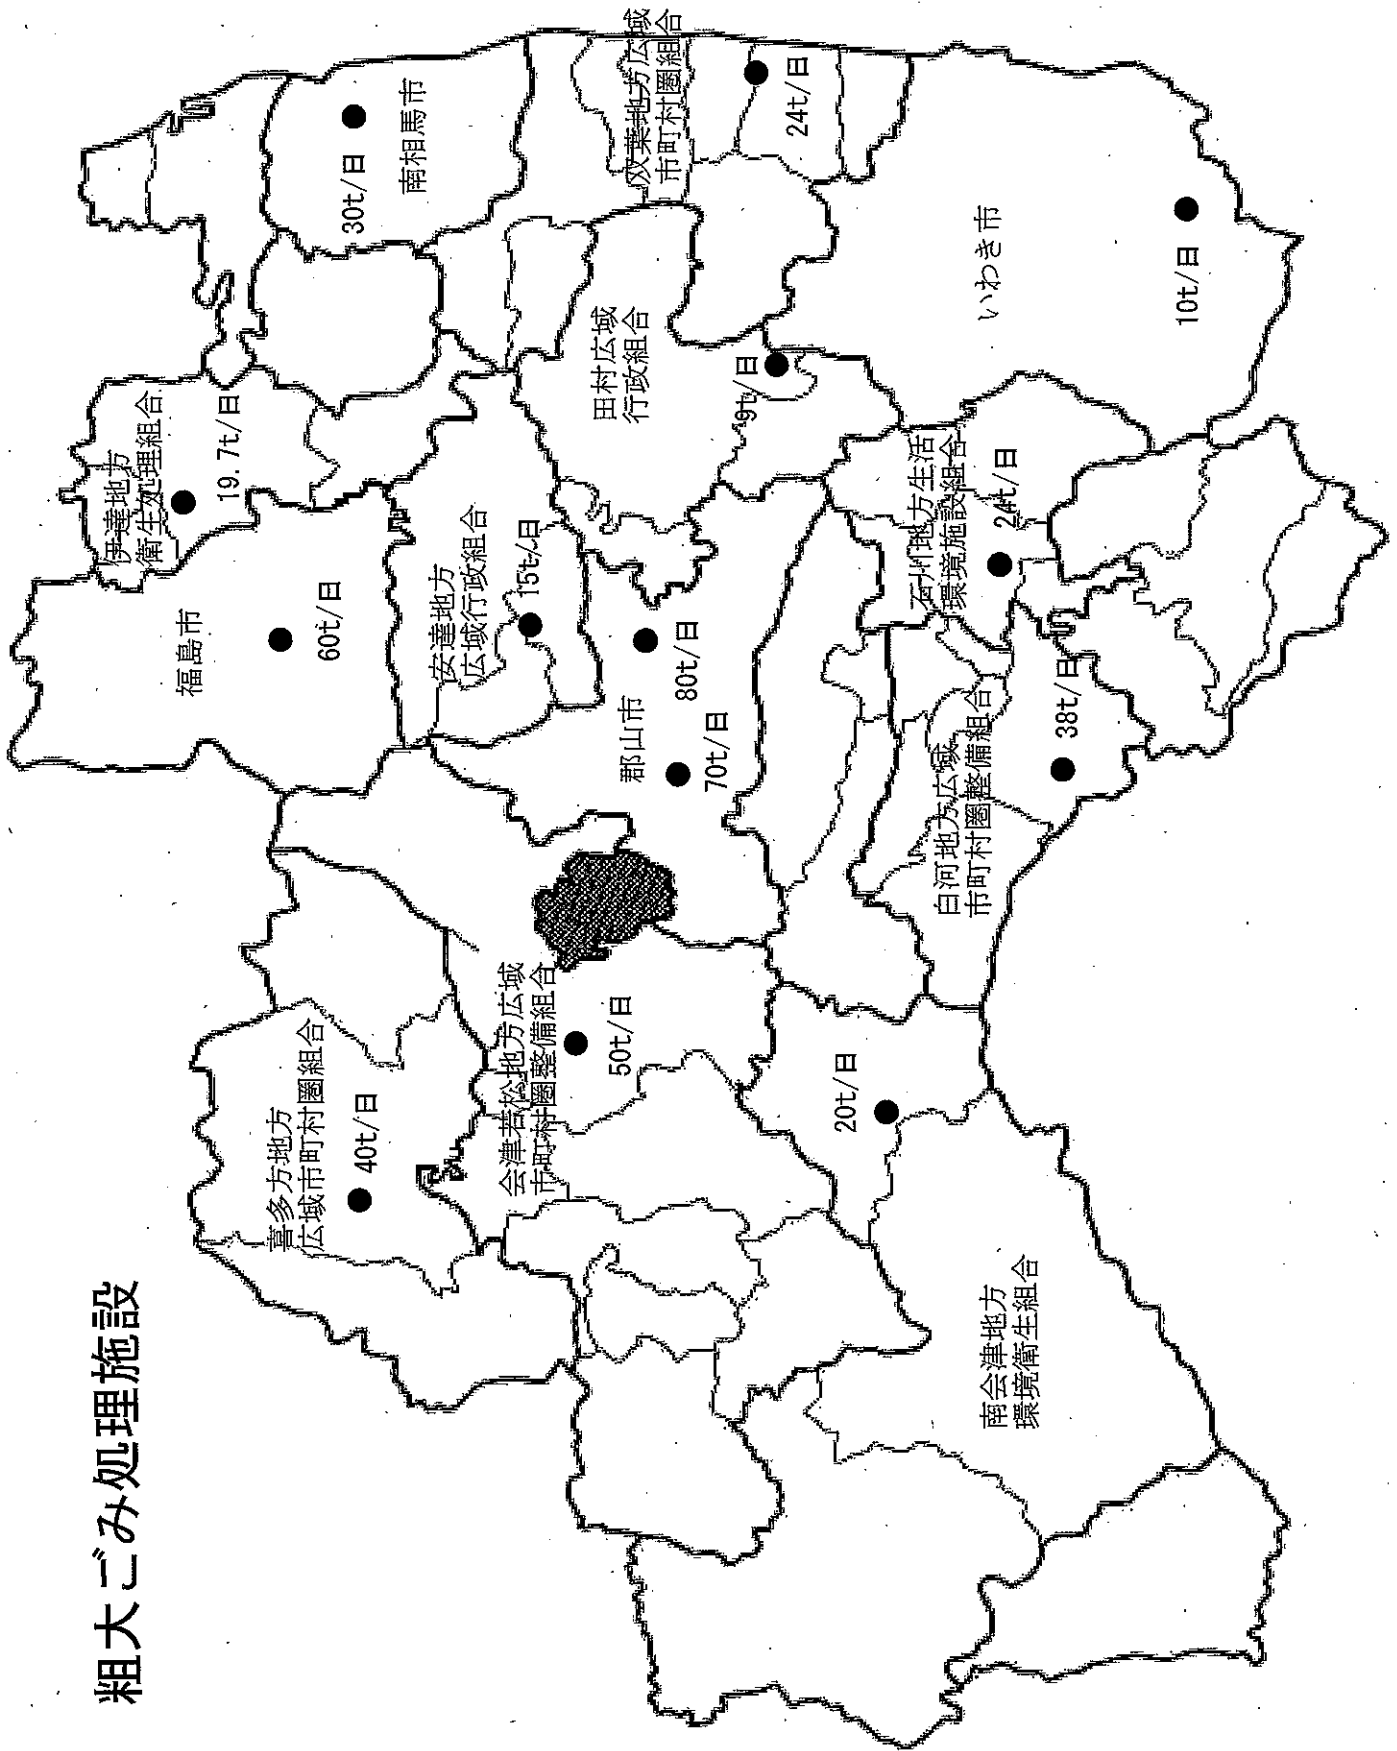 粗大ごみ処理施設
喜多方地方
広域市町村圏組合
40t/日
会津若松地方広域
市町村圏整備組合
50t/日
南会津地方
環境衛生組合
20t/日
福島市
60t/日
伊達地方
衛生処理組合
19.7t/日
安達地方
広域行政組合
15t/日
郡山市
80t/日
70t/日
白河地方広域
市町村圏整備組合
38t/日
石川地方生活
環境施設組合
24t/日
田村広域
行政組合
9t/日
南相馬市
30t/日
双葉地方広域
市町村圏組合
24t/日
いわき市
10t/日